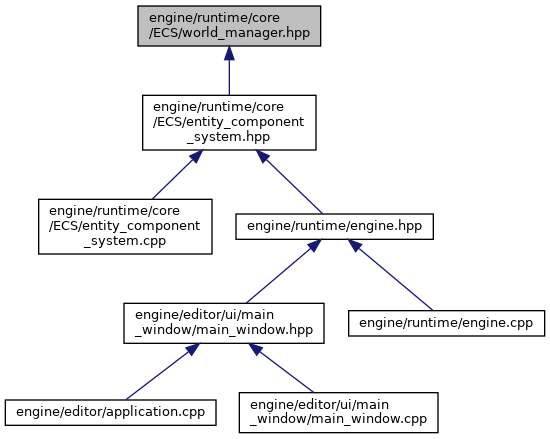 engine/runtime/core
/ECS/world_manager.hpp
engine/runtime/core
/ECS/entity_component
_system.hpp
engine/runtime/core
/ECS/entity_component
_system.cpp
engine/runtime/engine.hpp
engine/editor/ui/main
_window/main_window.hpp
engine/runtime/engine.cpp
engine/editor/application.cpp
engine/editor/ui/main
_window/main_window.cpp